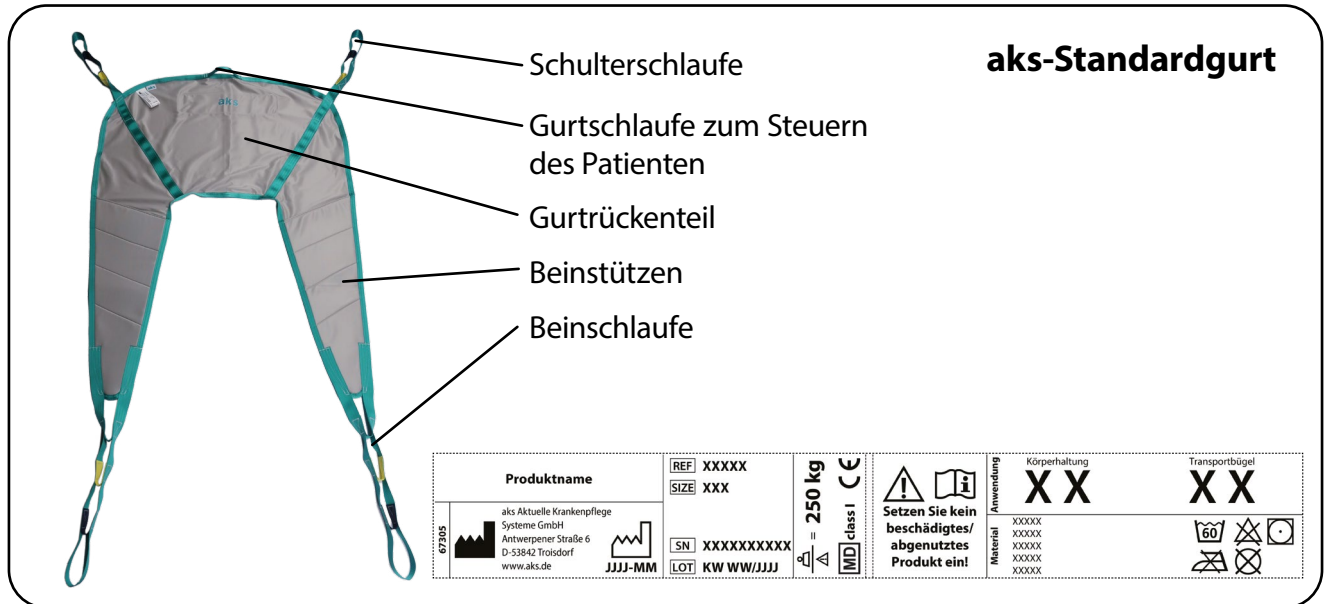 aks-Standardgurt
Schulterschlaufe
Gurtschlaufe zum Steuern
des Patienten
Gurtrückenteil
Beinstützen
Beinschlaufe
aks
Produktname
67305
aks Aktuelle Krankenpflege
Systeme GmbH
Antwerpener Straße 6
D-53842 Troisdorf
www.aks.de
JJJJ-MM
REF XXXXX
SIZE XXX
SN XXXXXXXXXX
LOT KW WW/JJJJ
= 250 kg
MD class I CE
Setzen Sie kein
beschädigtes/
abgenutztes
Produkt ein!
Anwendung
Körperhaltung
X X
Transportbügel
X X
Material
XXXXX
XXXXX
XXXXX
XXXXX
XXXXX
60